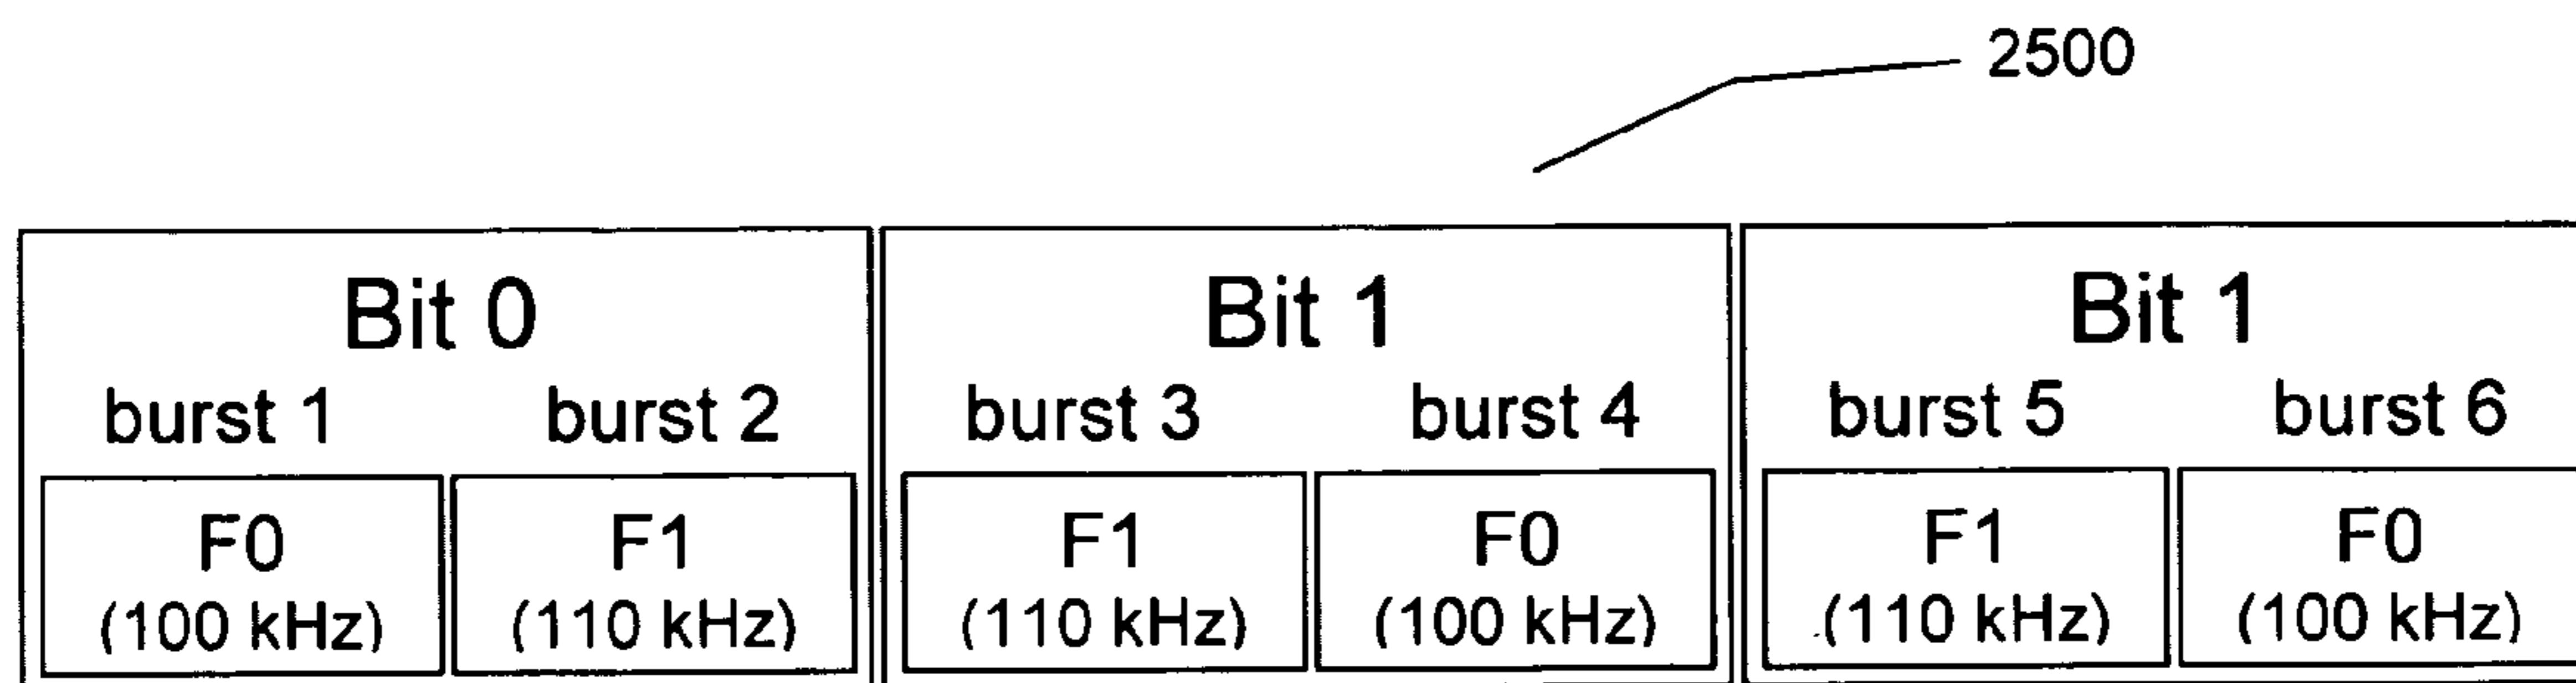 2500
Bit 0 Bit 1 Bit 1
burst 1 burst 2 burst 3 burst 4 burst 5 burst 6
F0 F1 F1 F0 F1 F0
(100 kHz) (110 kHz) (110 kHz) (100 kHz) (110 kHz) (100 kHz)